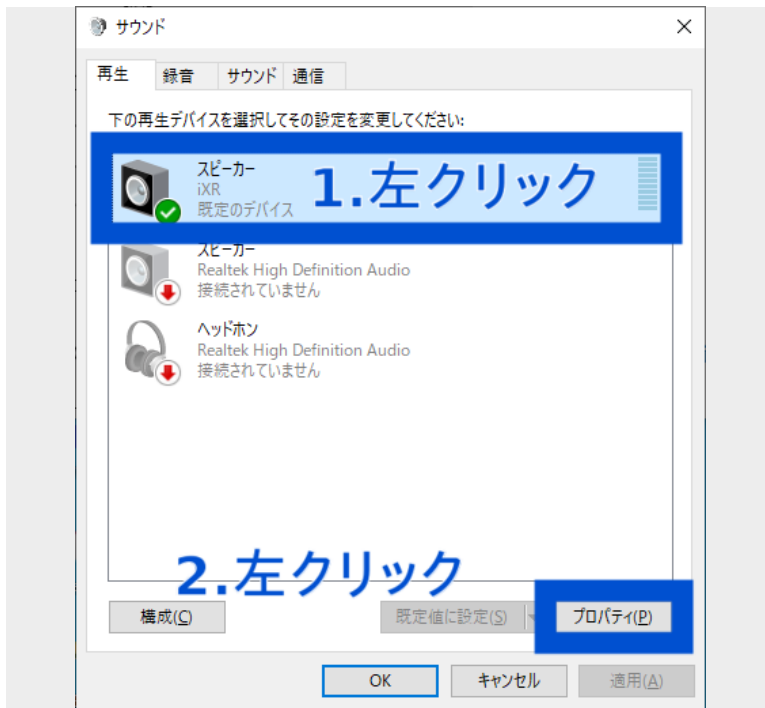 サウンド
再生 録音 サウンド 通信
下の再生デバイスを選択してその設定を変更してください:
スピーカー
iXR
既定のデバイス
1.左クリック
スピーカー
Realtek High Definition Audio
接続されていません
ヘッドホン
Realtek High Definition Audio
接続されていません
2.左クリック
構成(C) 既定値に設定(S) プロパティ(P)
OK キャンセル 適用(A)